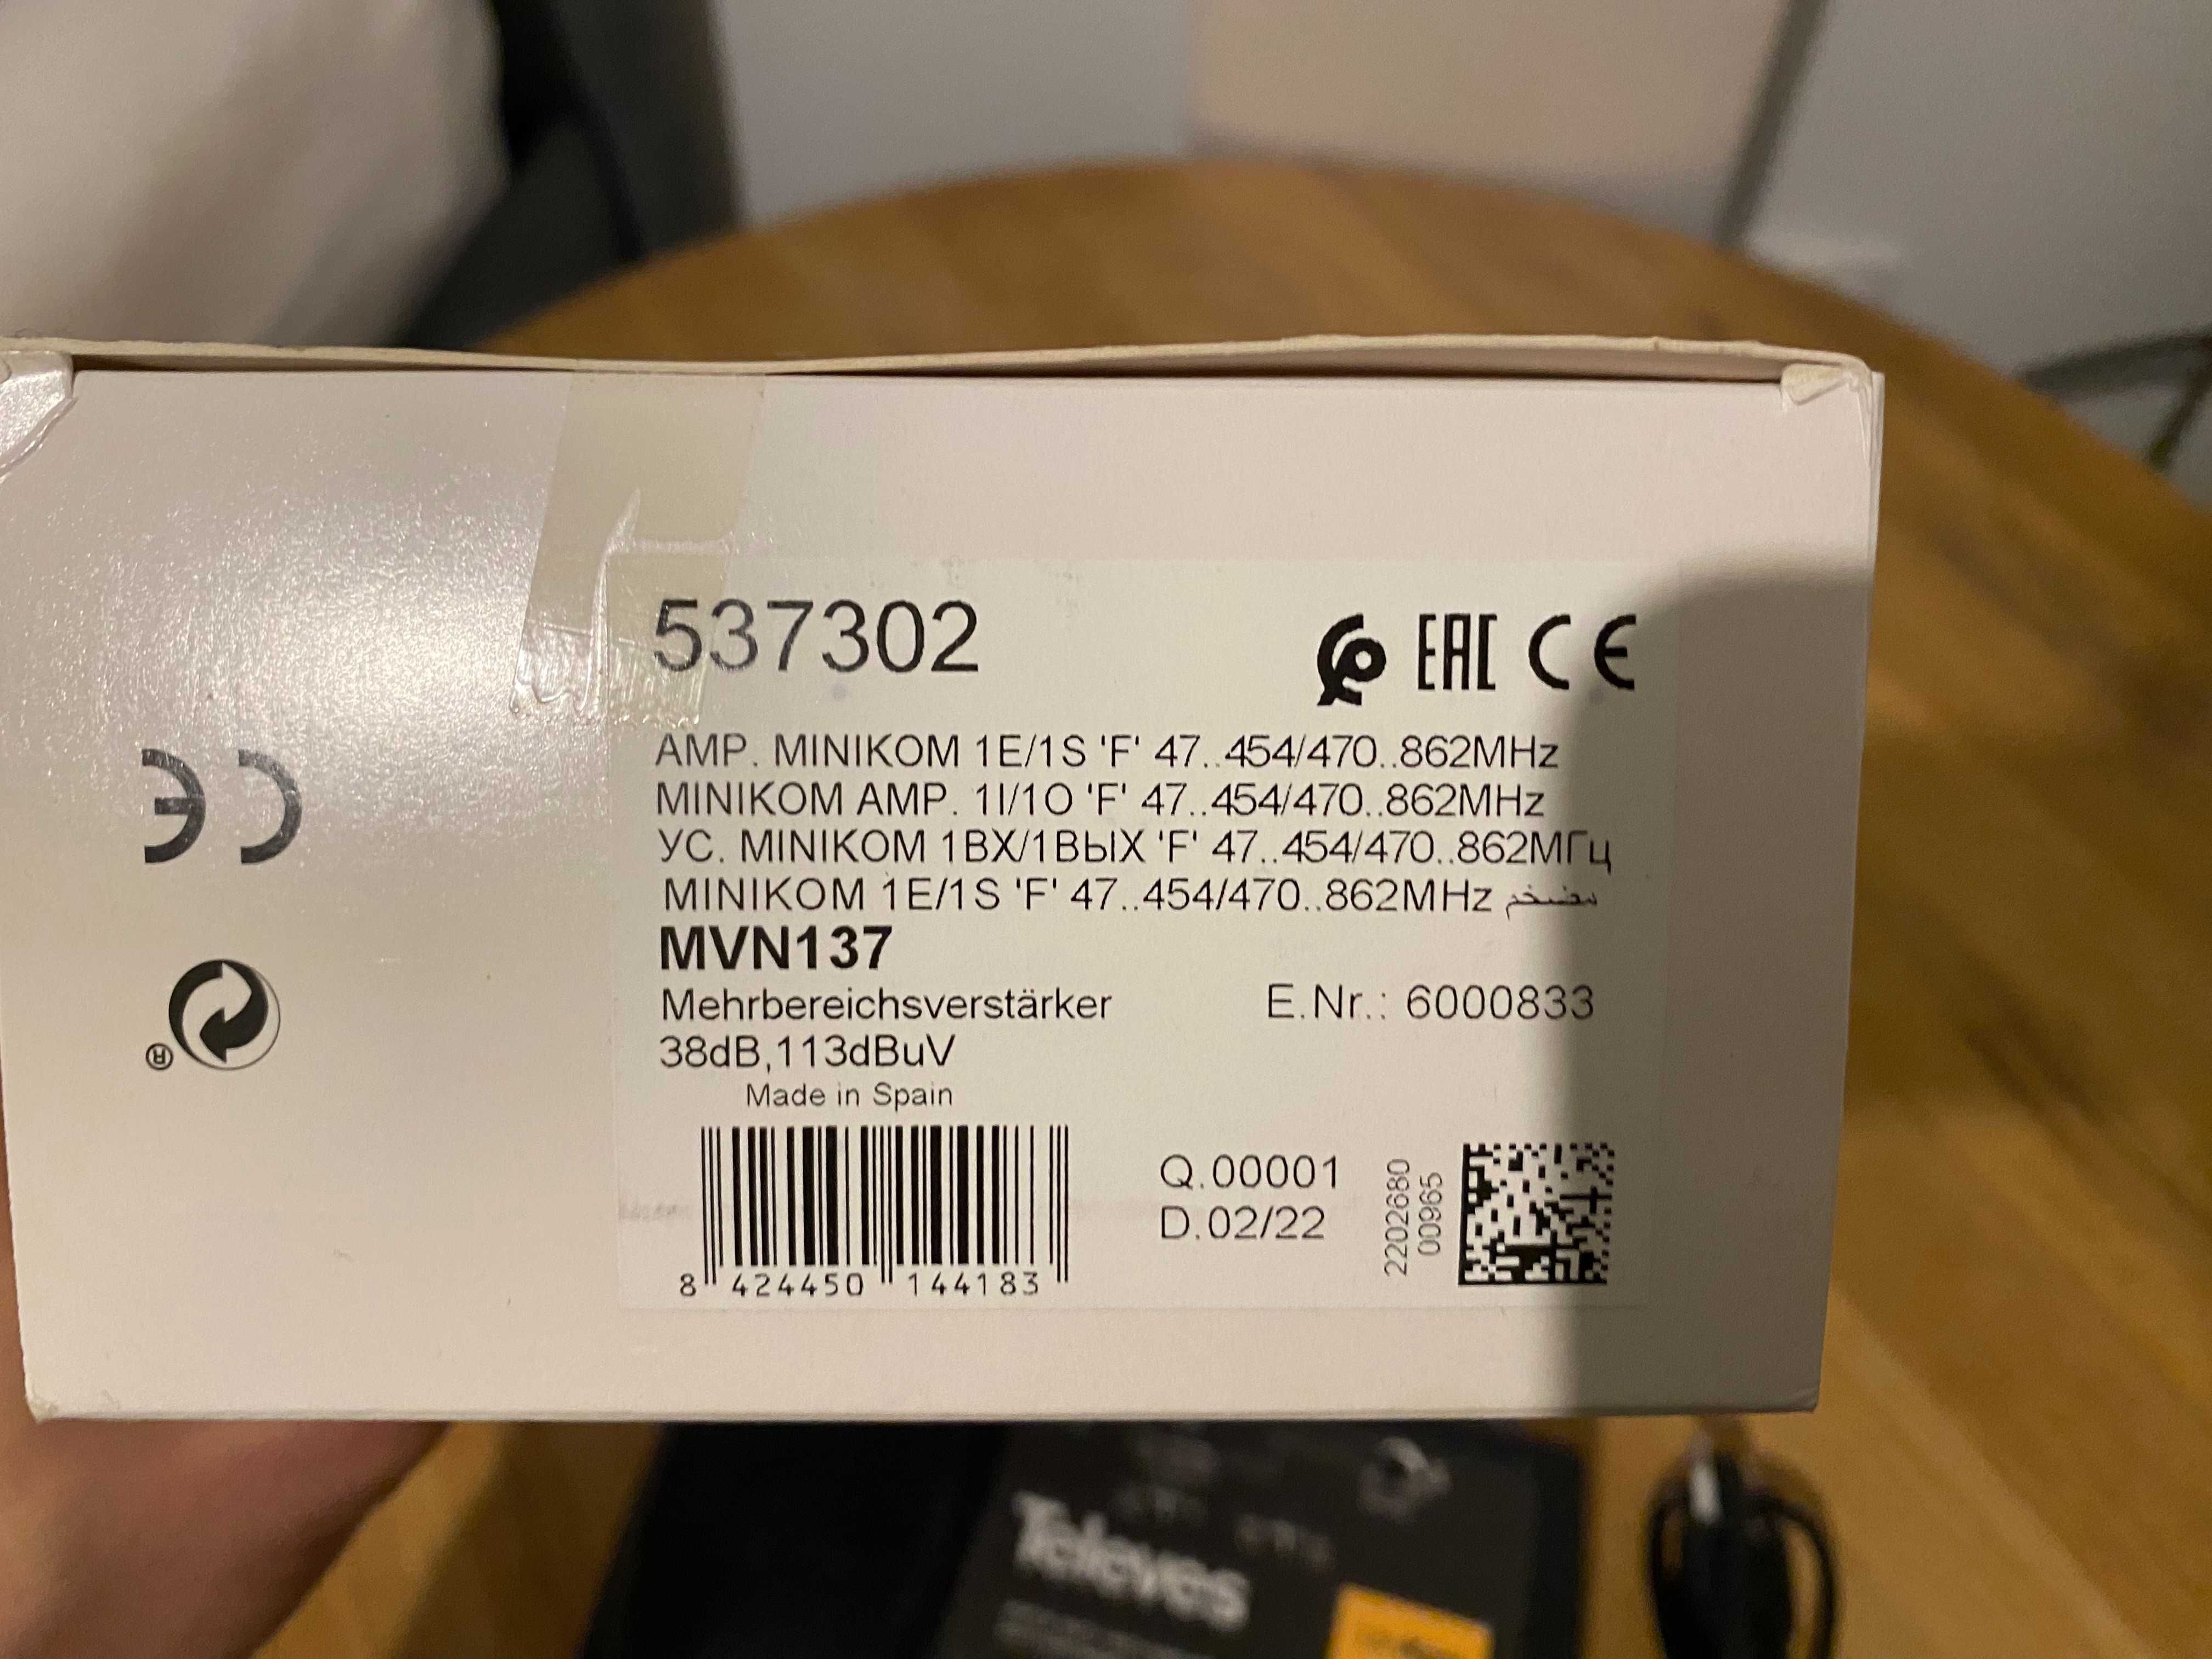 537302
EAC CE
AMP. MINIKOM 1E/1S 'F' 47..454/470..862MHz
MINIKOM AMP. 1I/1O 'F' 47..454/470..862MHz
УС. MINIKOM 1ВХ/1ВЫХ 'F' 47..454/470..862МГц
MINIKOM 1E/1S 'F' 47..454/470..862MHz مضخم
MVN137
Mehrbereichsverstärker E.Nr.: 6000833
38dB,113dBuV
Made in Spain
Q.00001
D.02/22
2202680
00965
8 424450 144183
CE
®
Televes